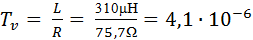 T_v = L/R = 310μH/75,7Ω = 4,1 · 10^-6